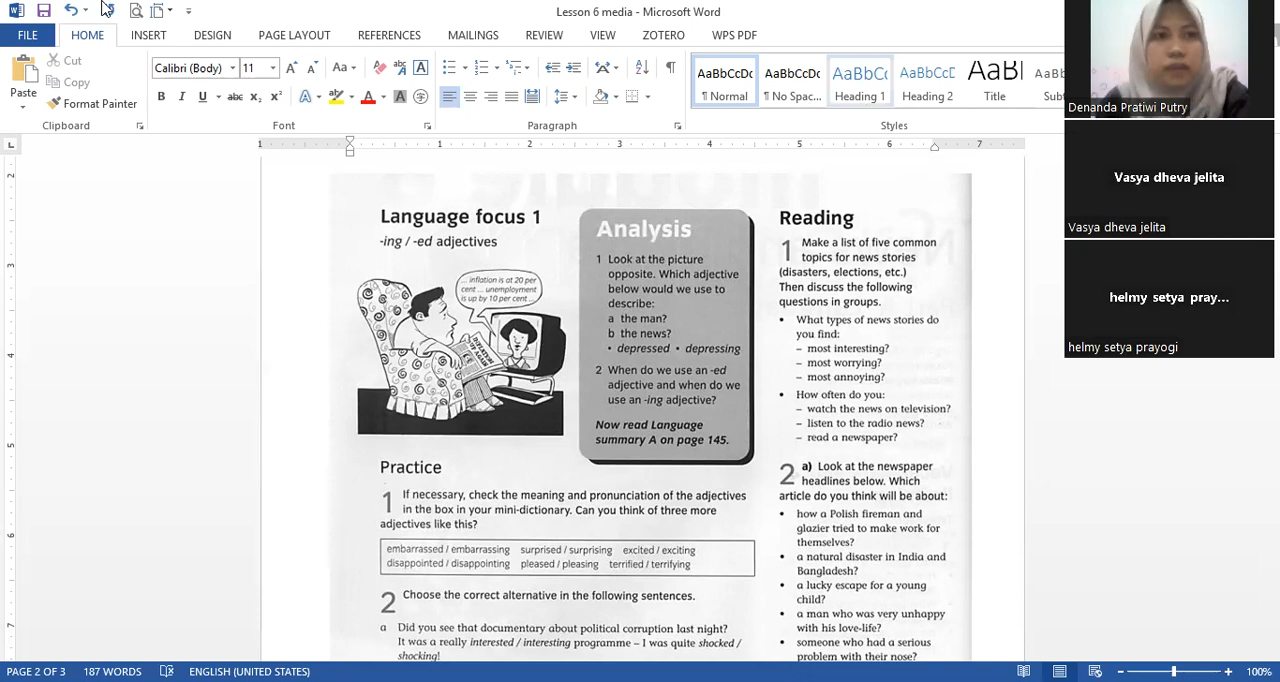 Lesson 6 media - Microsoft Word
FILE
HOME
INSERT
DESIGN
PAGE LAYOUT
REFERENCES
MAILINGS
REVIEW
VIEW
ZOTERO
WPS PDF
Paste
Cut
Copy
Format Painter
Clipboard
Calibri (Body)
11
Font
Paragraph
AaBbCcDc
¶ Normal
AaBbCcDc
¶ No Spac...
AaBbCc
Heading 1
AaBbCcD
Heading 2
AaBl
Title
AaBb
Subt
Styles
Denanda Pratiwi Putry
Vasya dheva jelita
Vasya dheva jelita
helmy setya pray...
helmy setya prayogi
1 1 2 3 4 5 6 7
2
3
4
5
6
7
Language focus 1
-ing / -ed adjectives
... inflation is at 20 per
cent ... unemployment
is up by 10 per cent ...
Analysis
1 Look at the picture
opposite. Which adjective
below would we use to
describe:
a the man?
b the news?
• depressed • depressing
2 When do we use an -ed
adjective and when do we
use an -ing adjective?
Now read Language
summary A on page 145.
Practice
1 If necessary, check the meaning and pronunciation of the adjectives
in the box in your mini-dictionary. Can you think of three more
adjectives like this?
embarrassed / embarrassing surprised / surprising excited / exciting
disappointed / disappointing pleased / pleasing terrified / terrifying
2 Choose the correct alternative in the following sentences.
a Did you see that documentary about political corruption last night?
It was a really interested / interesting programme – I was quite shocked /
shocking!
Reading
1 Make a list of five common
topics for news stories
(disasters, elections, etc.)
Then discuss the following
questions in groups.
• What types of news stories do
you find:
– most interesting?
– most worrying?
– most annoying?
• How often do you:
– watch the news on television?
– listen to the radio news?
– read a newspaper?
2 a) Look at the newspaper
headlines below. Which
article do you think will be about:
• how a Polish fireman and
glazier tried to make work for
themselves?
• a natural disaster in India and
Bangladesh?
• a lucky escape for a young
child?
• a man who was very unhappy
with his love-life?
• someone who had a serious
problem with their nose?
PAGE 2 OF 3
187 WORDS
ENGLISH (UNITED STATES)
100%